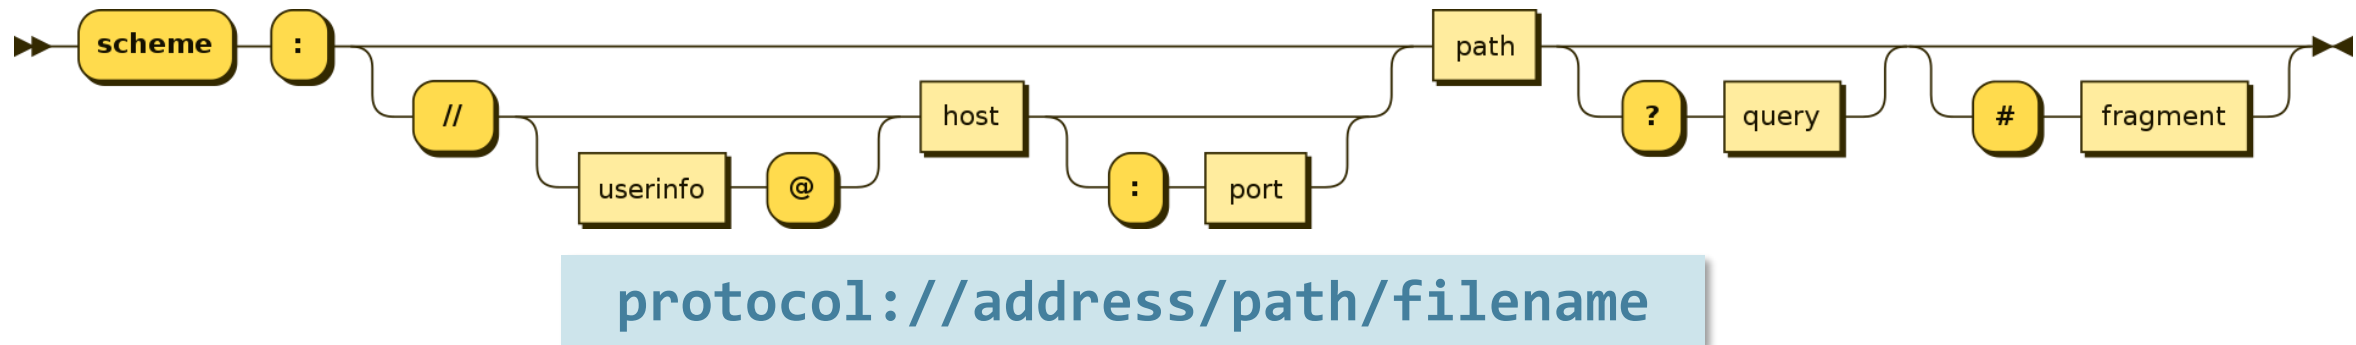 scheme : path
// host ? query # fragment
userinfo @ : port
protocol://address/path/filename